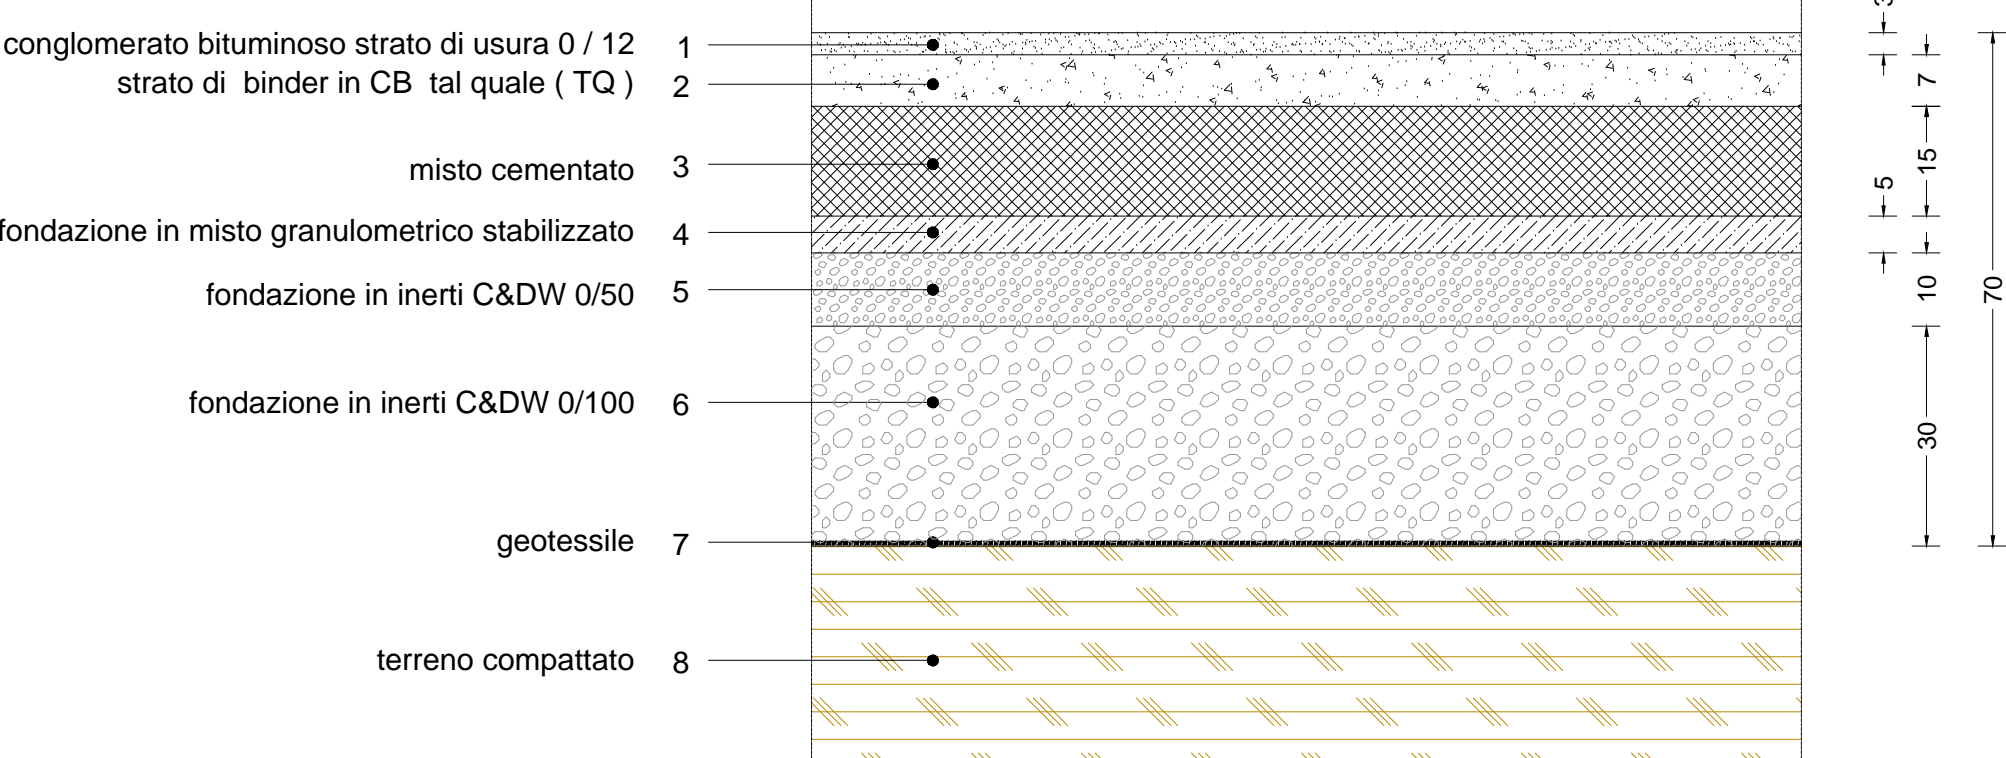 conglomerato bituminoso strato di usura 0 / 12 1
strato di binder in CB tal quale ( TQ ) 2
misto cementato 3
fondazione in misto granulometrico stabilizzato 4
fondazione in inerti C&DW 0/50 5
fondazione in inerti C&DW 0/100 6
geotessile 7
terreno compattato 8
7
15
5
10
30
70